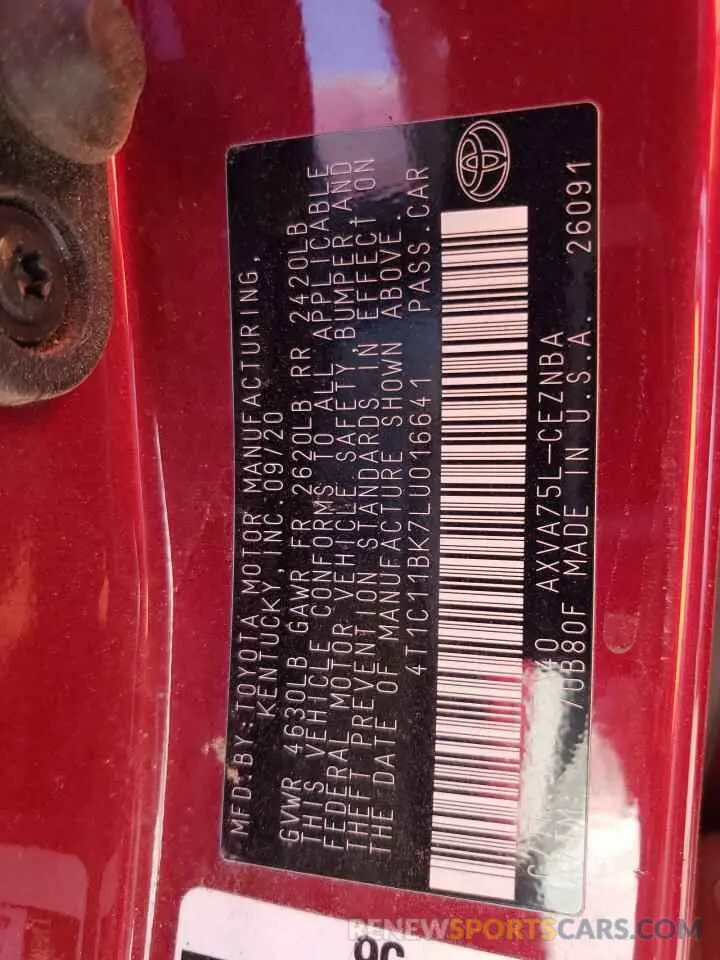 MFD.BY:TOYOTA MOTOR MANUFACTURING,
KENTUCKY, INC 09/20
GVWR 4630LB GAWR FR 2620LB RR 2420LB
THIS VEHICLE CONFORMS TO ALL APPLICABLE
FEDERAL MOTOR VEHICLE SAFETY,BUMPER AND
THEFT PREVENTION STANDARDS IN EFFECT ON
THE DATE OF MANUFACTURE SHOWN ABOVE.
4T1C11BK7LU016641 PASS.CAR
AXVA75L-CEZNBA
/0B80F MADE IN U.S.A. 26091
RENEWSPORTSCARS.COM